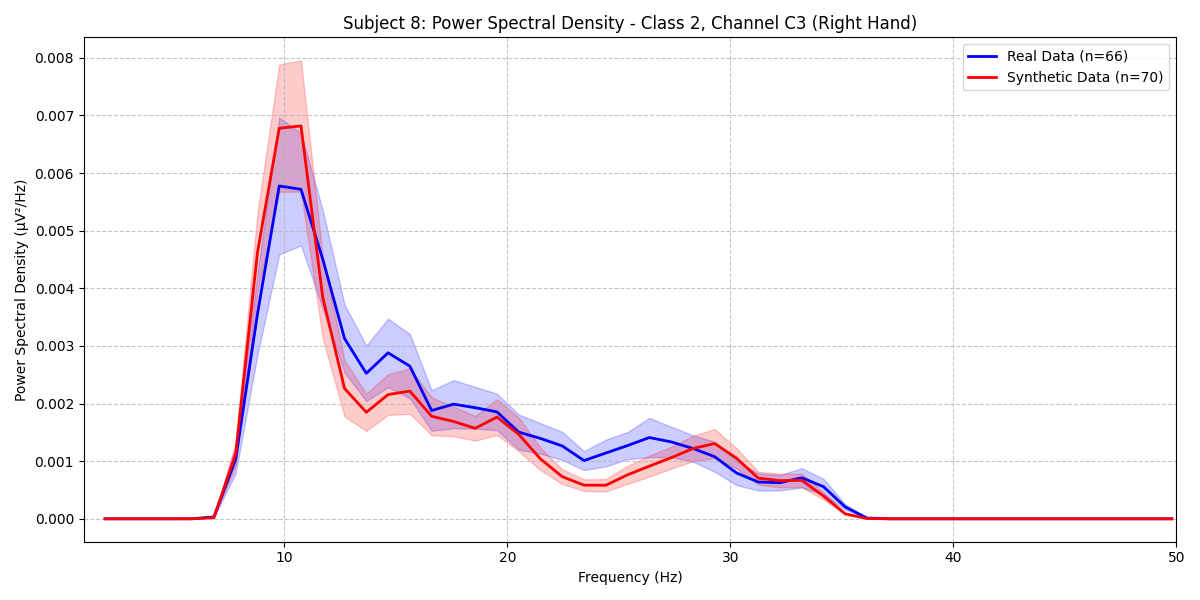 Subject 8: Power Spectral Density - Class 2, Channel C3 (Right Hand)
Real Data (n=66)
Synthetic Data (n=70)
Power Spectral Density (µV²/Hz)
0.008
0.007
0.006
0.005
0.004
0.003
0.002
0.001
0.000
10 20 30 40 50
Frequency (Hz)